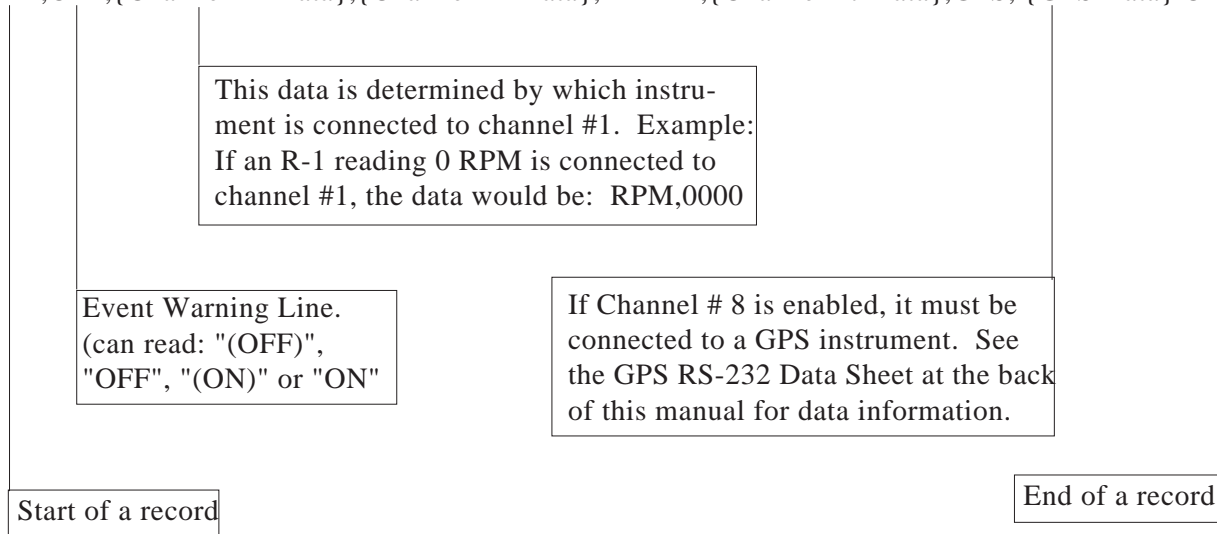 This data is determined by which instru-
ment is connected to channel #1. Example:
If an R-1 reading 0 RPM is connected to
channel #1, the data would be: RPM,0000
Event Warning Line.
(can read: "(OFF)",
"OFF", "(ON)" or "ON"
If Channel # 8 is enabled, it must be
connected to a GPS instrument. See
the GPS RS-232 Data Sheet at the back
of this manual for data information.
Start of a record
End of a record